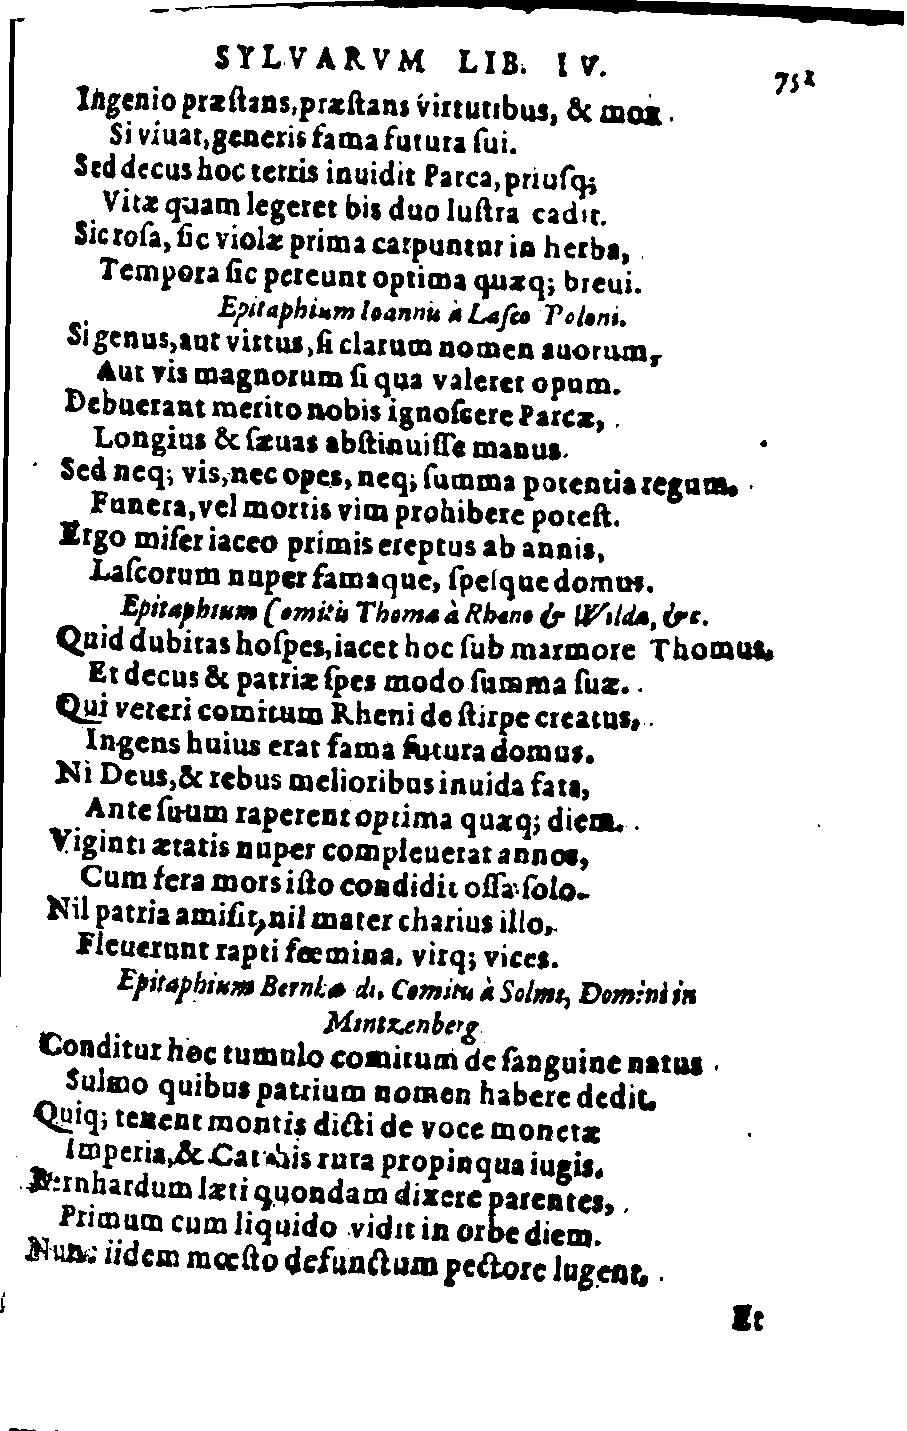 SYLVARVM LIB. IV. 751
Ingenio præſtans, præſtans virtutibus, & mox
Si viuat, generis fama futura ſui.
Sed decus hoc terris inuidit Parca, priuſq;
Vitæ quam legeret bis duo luſtra cadit.
Sic roſa, ſic violæ prima carpuntur in herba,
Tempora ſic pereunt optima quæq; breui.
Epitaphium Ioannis à Laſco Poloni.
Si genus, aut virtus, ſi clarum nomen auorum,
Aut vis magnorum ſi qua valeret opum.
Debuerant merito nobis ignoſcere Parcæ,
Longius & ſæuas abſtinuiſſe manus.
Sed neq; vis, nec opes, neq; ſumma potentia regum.
Funera, vel mortis vim prohibere poteſt.
Ergo miſer iaceo primis ereptus ab annis,
Laſcorum nuper famaque, ſpeſque domus.
Epitaphium Comitis Thomæ à Rheno & Wilda, &c.
Quid dubitas hoſpes, iacet hoc ſub marmore Thomus.
Et decus & patriæ ſpes modo ſumma ſuæ.
Qui veteri comitum Rheni de ſtirpe creatus,
Ingens huius erat fama futura domus.
Ni Deus, & rebus melioribus inuida fata,
Ante ſuum raperent optima quæq; diem.
Viginti ætatis nuper compleuerat annos,
Cum fera mors iſto condidit oſſa ſolo.
Nil patria amiſit, nil mater charius illo,
Fleuerunt rapti fœmina. virq; vices.
Epitaphium Comitis à Solms, Domini in
Mintzenberg
Conditur hoc tumulo comitum de ſanguine natus
Sulmo quibus patrium nomen habere dedit.
Quiq; tenent montis dicti de voce monetæ
Imperia, & Cathis rura propinqua iugis.
Bernhardum læti quondam dixere parentes,
Primum cum liquido vidit in orbe diem.
Nunc iidem mœſto defunctum pectore lugent.
Et